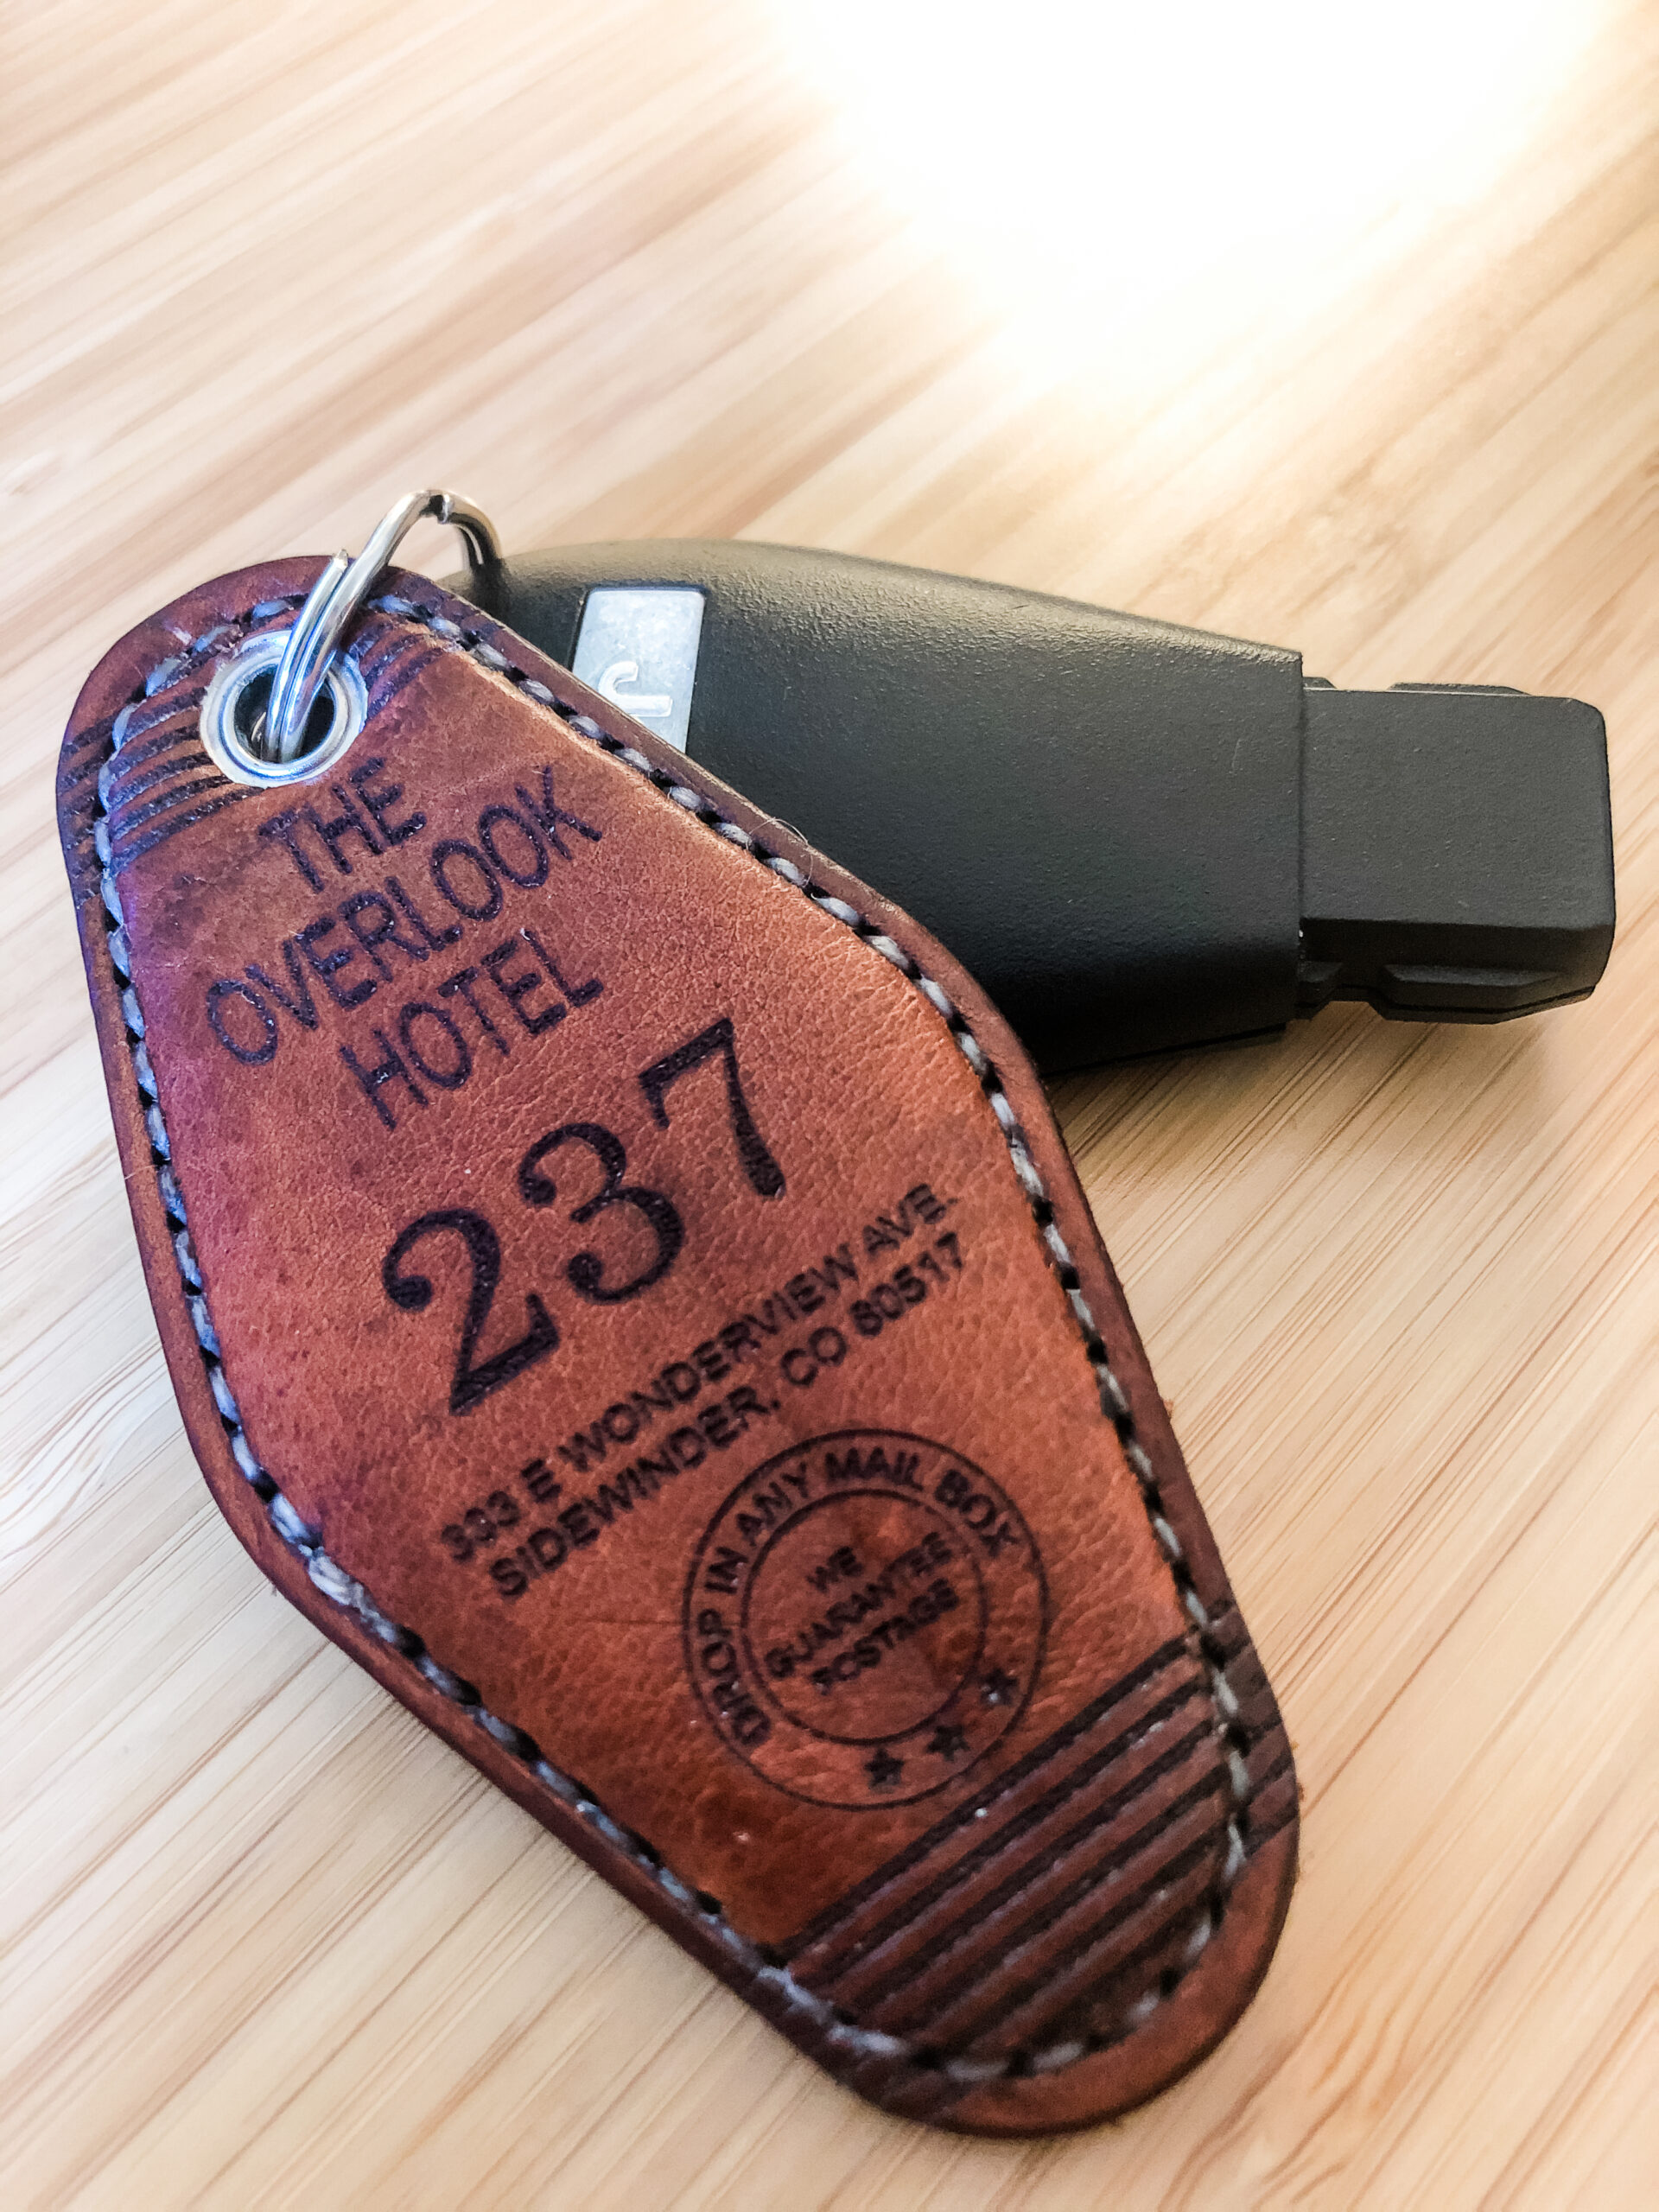 THE
OVERLOOK
HOTEL
237
333 E WONDERVIEW AVE.
SIDEWINDER, CO 80517
DROP IN ANY MAIL BOX
WE
GUARANTEE
POSTAGE